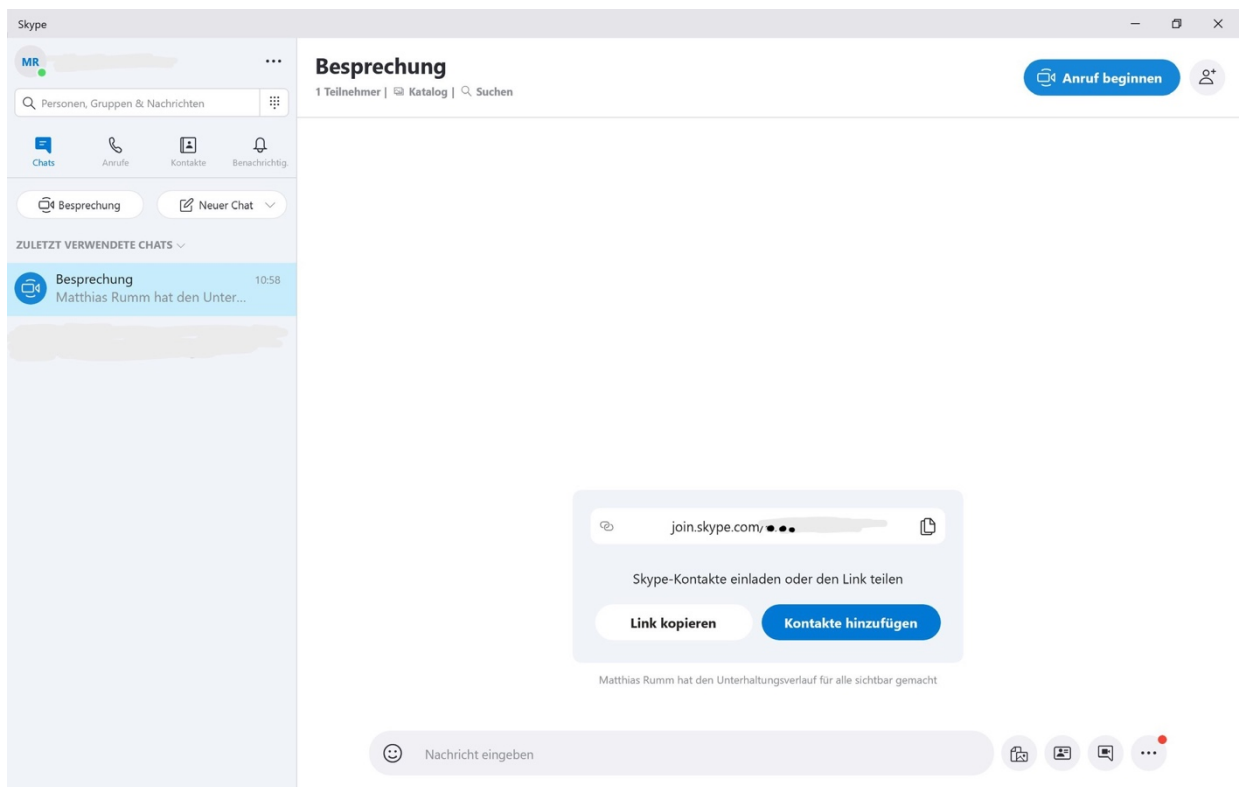 Skype
MR
Personen, Gruppen & Nachrichten
Chats
Anrufe
Kontakte
Benachrichtig.
Besprechung
Neuer Chat
ZULETZT VERWENDETE CHATS
Besprechung 10:58
Matthias Rumm hat den Unter...
Besprechung
1 Teilnehmer | Katalog | Suchen
Anruf beginnen
join.skype.com/
Skype-Kontakte einladen oder den Link teilen
Link kopieren
Kontakte hinzufügen
Matthias Rumm hat den Unterhaltungsverlauf für alle sichtbar gemacht
Nachricht eingeben